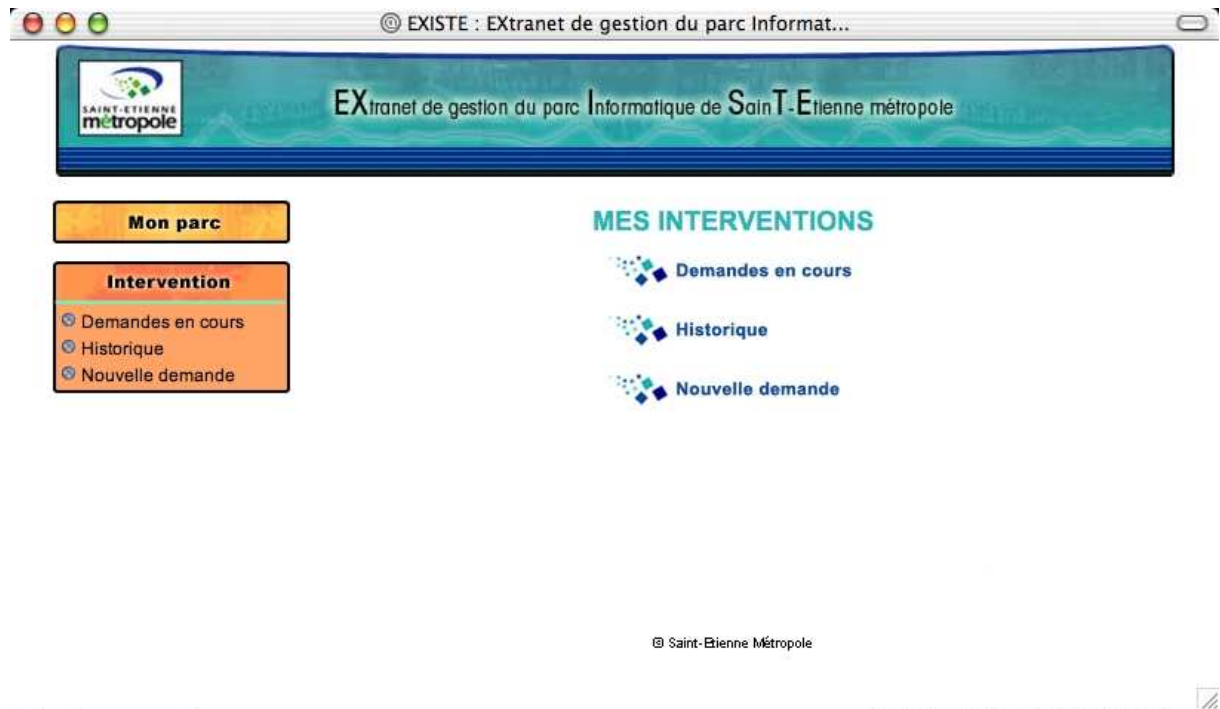 @ EXISTE : EXtranet de gestion du parc Informat...
SAINT-ETIENNE
métropole
EXtranet de gestion du parc Informatique de SainT-Etienne métropole
Mon parc
Intervention
Demandes en cours
Historique
Nouvelle demande
MES INTERVENTIONS
Demandes en cours
Historique
Nouvelle demande
© Saint-Etienne Métropole